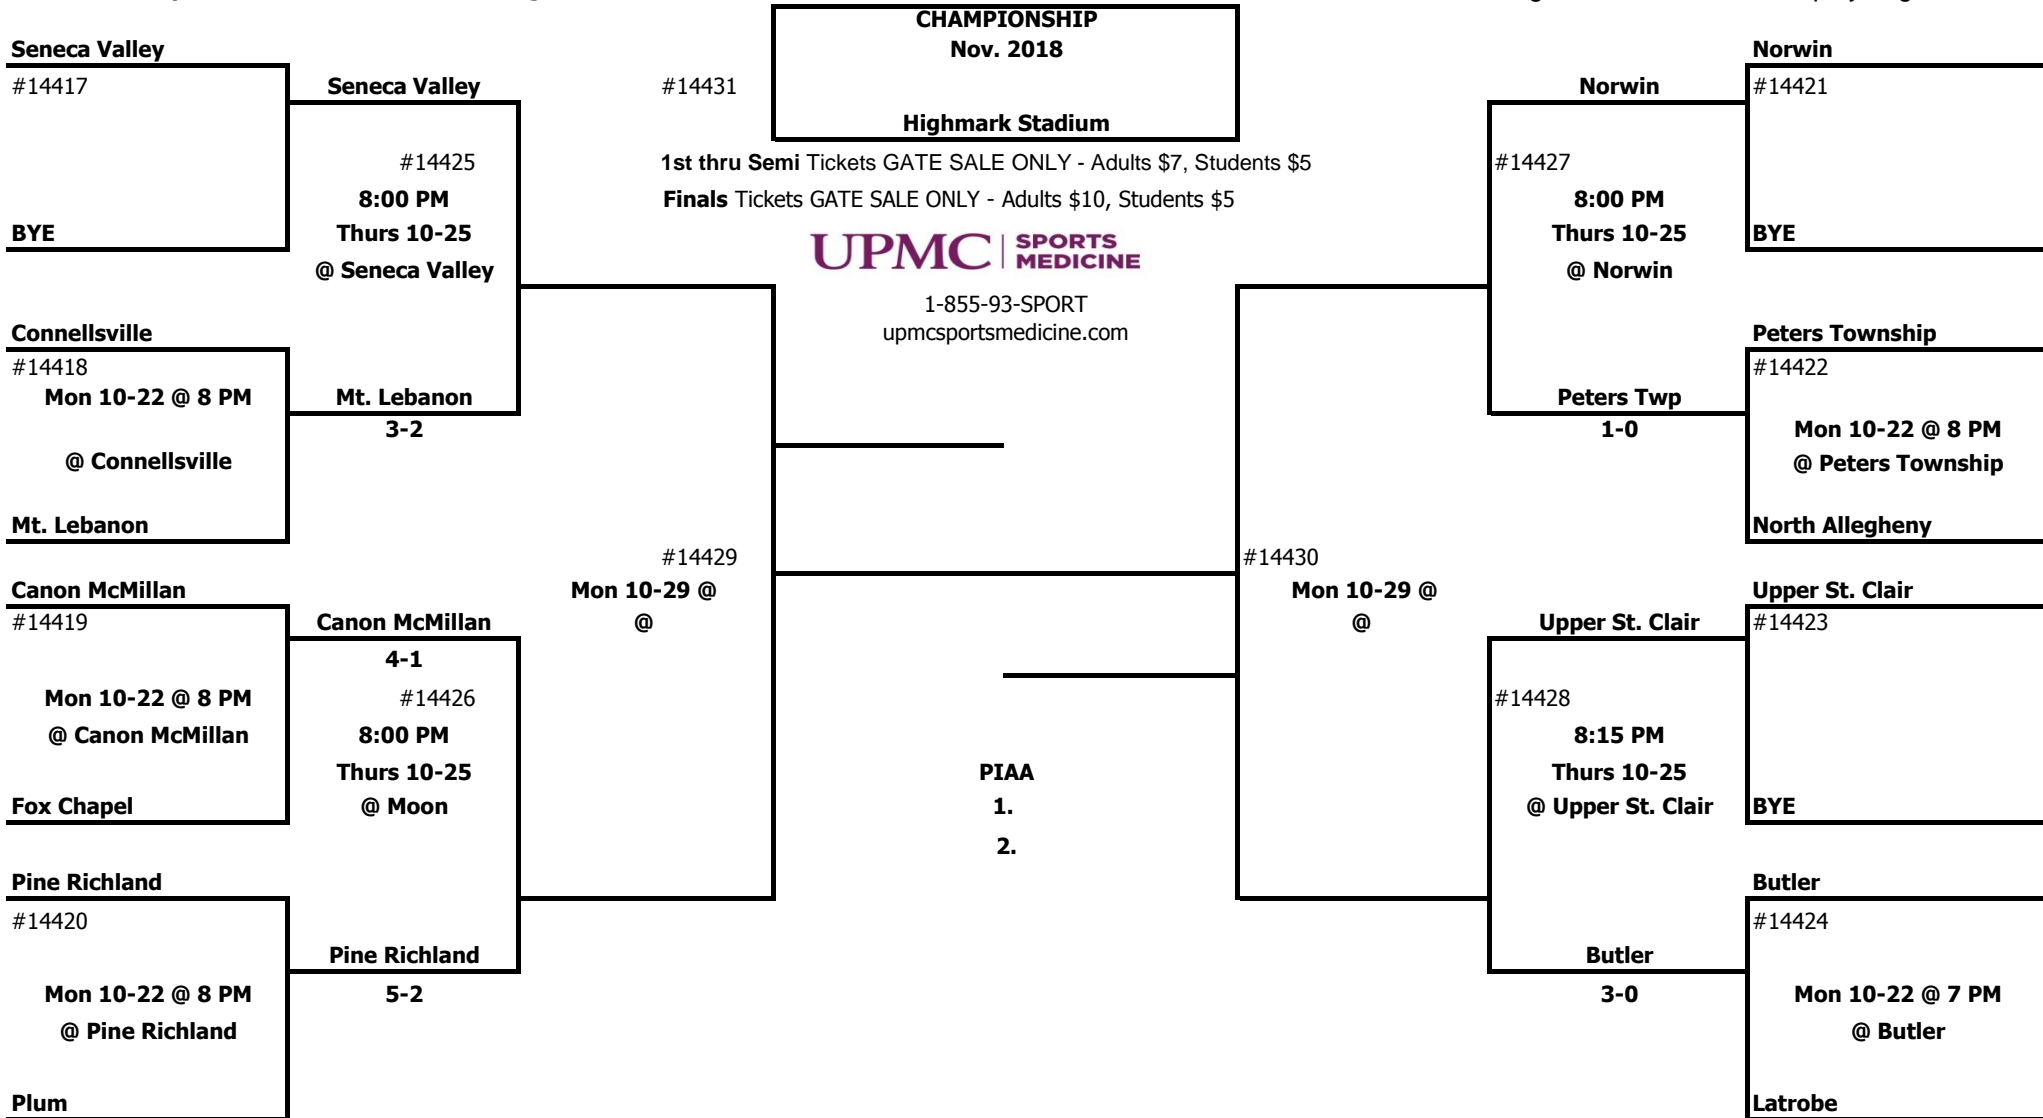 CHAMPIONSHIP
Nov. 2018
#14431
Highmark Stadium
1st thru Semi Tickets GATE SALE ONLY - Adults $7, Students $5
Finals Tickets GATE SALE ONLY - Adults $10, Students $5
UPMC | SPORTS MEDICINE
1-855-93-SPORT
upmcsportsmedicine.com
Seneca Valley
#14417
BYE
Seneca Valley
#14425
8:00 PM
Thurs 10-25
@ Seneca Valley
Connellsville
#14418
Mon 10-22 @ 8 PM
@ Connellsville
Mt. Lebanon
Mt. Lebanon
3-2
Canon McMillan
#14419
Mon 10-22 @ 8 PM
@ Canon McMillan
Fox Chapel
Canon McMillan
4-1
#14426
8:00 PM
Thurs 10-25
@ Moon
Pine Richland
#14420
Mon 10-22 @ 8 PM
@ Pine Richland
Plum
Pine Richland
5-2
#14429
Mon 10-29 @
@
PIAA
1.
2.
#14430
Mon 10-29 @
@
Norwin
#14427
8:00 PM
Thurs 10-25
@ Norwin
Norwin
#14421
BYE
Peters Twp
1-0
Peters Township
#14422
Mon 10-22 @ 8 PM
@ Peters Township
North Allegheny
Upper St. Clair
#14428
8:15 PM
Thurs 10-25
@ Upper St. Clair
Upper St. Clair
#14423
BYE
Butler
3-0
Butler
#14424
Mon 10-22 @ 7 PM
@ Butler
Latrobe